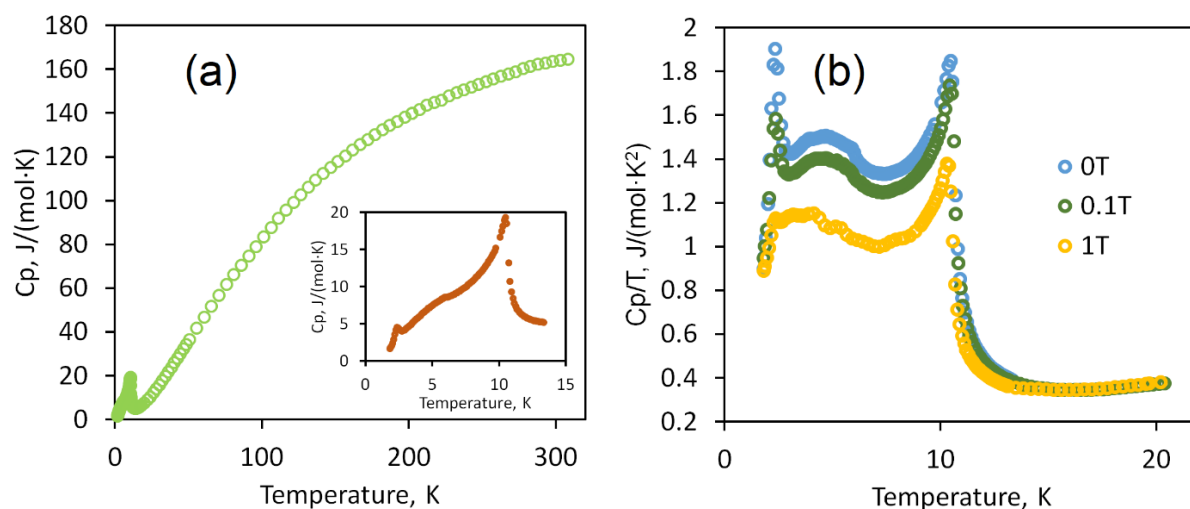 (a)
Cp, J/(mol·K)
180
160
140
120
100
80
60
40
20
0
0 100 200 300
Temperature, K
Cp, J/(mol·K)
20
15
10
5
0
0 5 10 15
Temperature, K
(b)
Cp/T, J/(mol·K²)
2
1.8
1.6
1.4
1.2
1
0.8
0.6
0.4
0.2
0 10 20
Temperature, K
0T
0.1T
1T